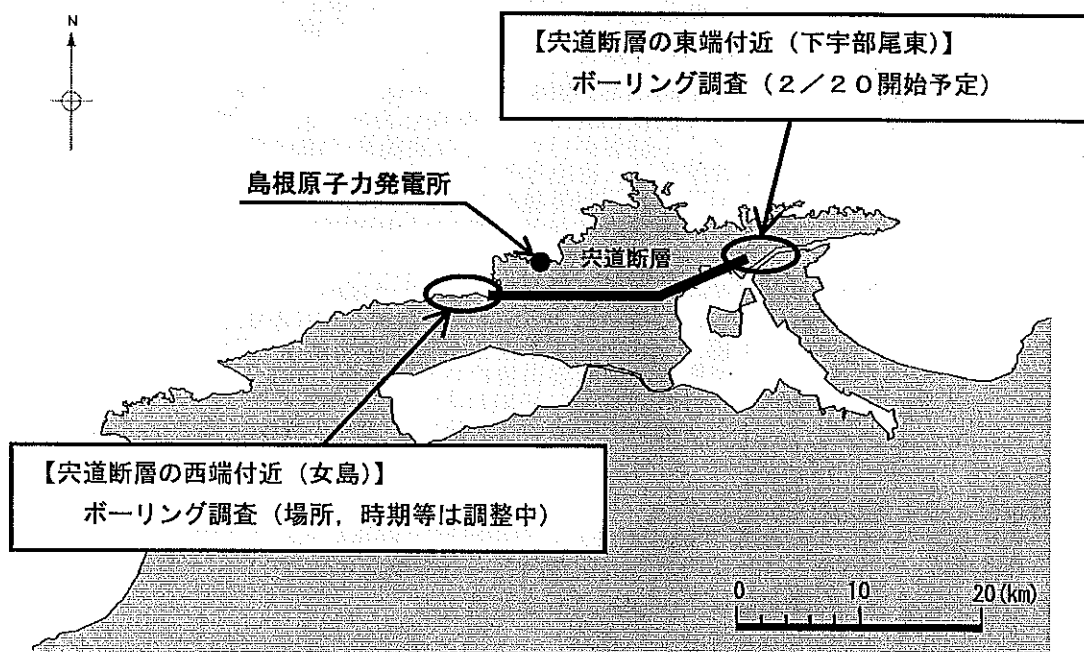 N
【宍道断層の東端付近（下宇部尾東）】
ボーリング調査（２／２０開始予定）
島根原子力発電所
宍道断層
【宍道断層の西端付近（女島）】
ボーリング調査（場所，時期等は調整中）
0 10 20(km)